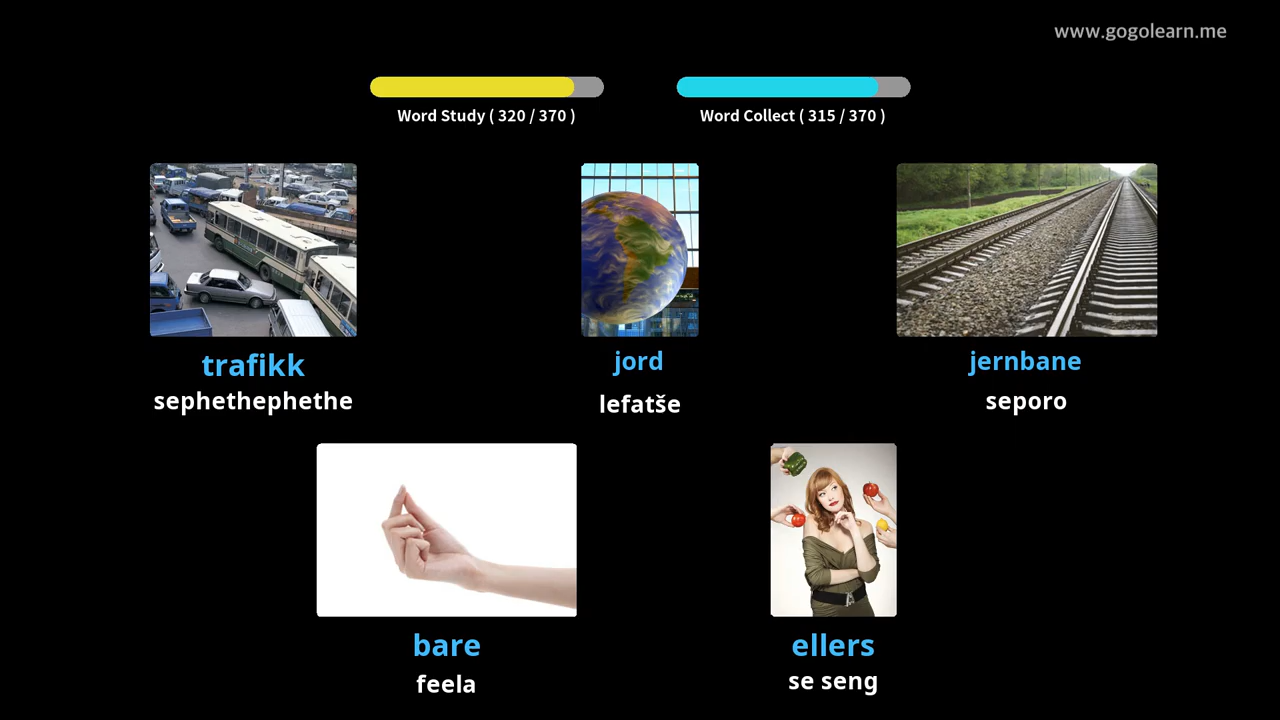 www.gogolearn.me
Word Study ( 320 / 370 )
Word Collect ( 315 / 370 )
trafikk
sephethephethe
jord
lefatše
jernbane
seporo
bare
feela
ellers
se seng